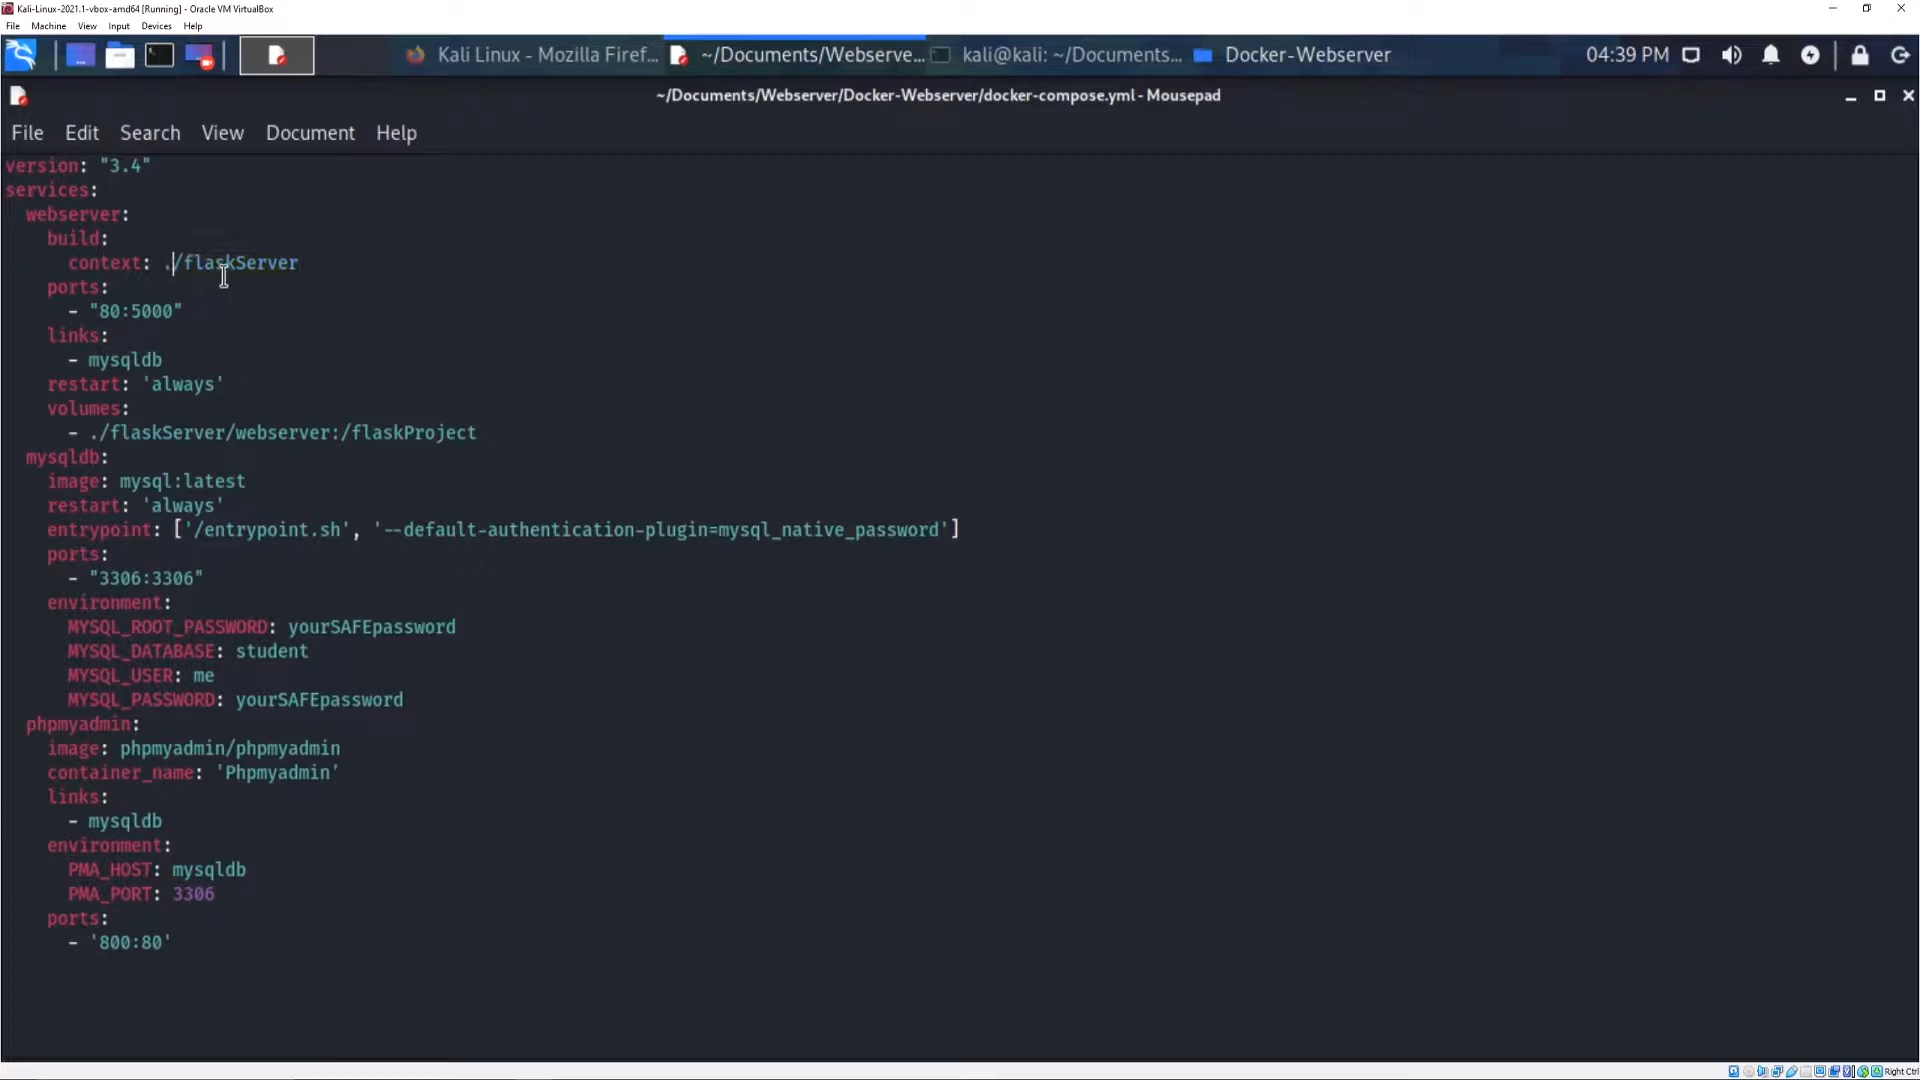 Kali-Linux-2021.1-vbox-amd64 [Running] - Oracle VM VirtualBox
File Machine View Input Devices Help
Kali Linux - Mozilla Firef... ~/Documents/Webserve... kali@kali: ~/Documents... Docker-Webserver 04:39 PM
~/Documents/Webserver/Docker-Webserver/docker-compose.yml - Mousepad
File Edit Search View Document Help
version: "3.4"
services:
  webserver:
    build:
      context: ./flaskServer
    ports:
      - "80:5000"
    links:
      - mysqldb
    restart: 'always'
    volumes:
      - ./flaskServer/webserver:/flaskProject
  mysqldb:
    image: mysql:latest
    restart: 'always'
    entrypoint: ['/entrypoint.sh', '--default-authentication-plugin=mysql_native_password']
    ports:
      - "3306:3306"
    environment:
      MYSQL_ROOT_PASSWORD: yourSAFEpassword
      MYSQL_DATABASE: student
      MYSQL_USER: me
      MYSQL_PASSWORD: yourSAFEpassword
  phpmyadmin:
    image: phpmyadmin/phpmyadmin
    container_name: 'Phpmyadmin'
    links:
      - mysqldb
    environment:
      PMA_HOST: mysqldb
      PMA_PORT: 3306
    ports:
      - '800:80'
Right Ctrl